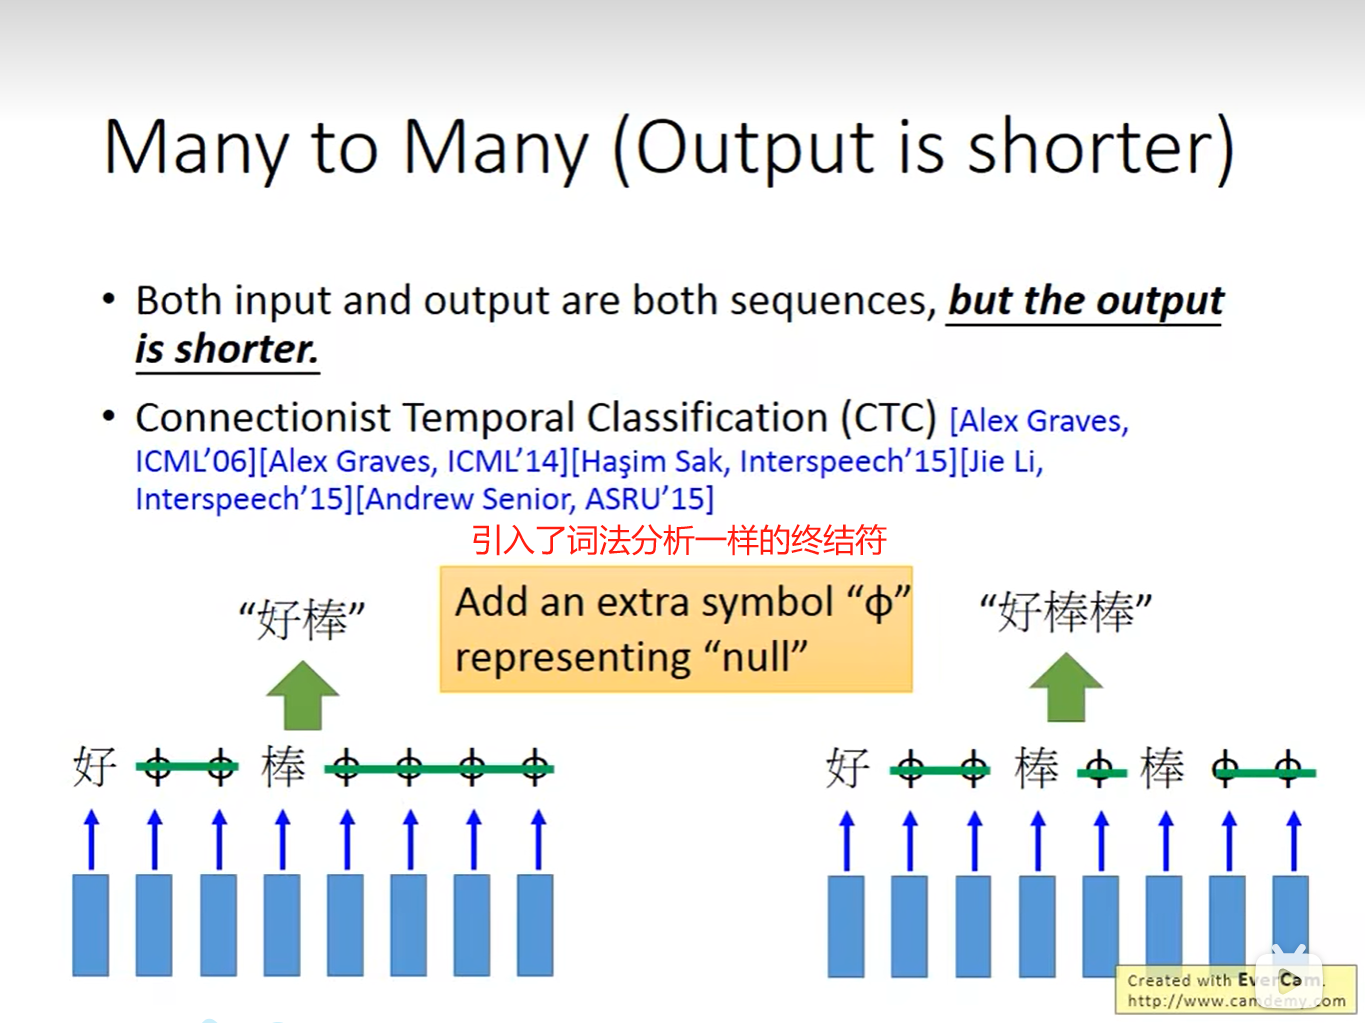 Many to Many (Output is shorter)
• Both input and output are both sequences, but the output
is shorter.
• Connectionist Temporal Classification (CTC) [Alex Graves,
ICML’06][Alex Graves, ICML’14][Haşim Sak, Interspeech’15][Jie Li,
Interspeech’15][Andrew Senior, ASRU’15]
引入了词法分析一样的终结符
“好棒”
Add an extra symbol “ϕ”
representing “null”
“好棒棒”
好 ϕ ϕ 棒 ϕ ϕ ϕ ϕ
好 ϕ ϕ 棒 ϕ 棒 ϕ ϕ
Created with EverCam.
http://www.camdemy.com